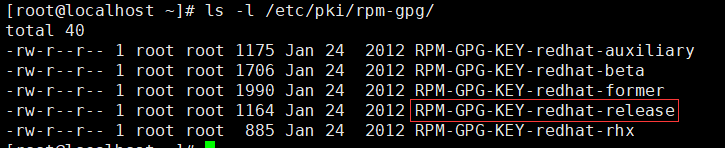 [root@localhost ~]# ls -l /etc/pki/rpm-gpg/
total 40
-rw-r--r-- 1 root root 1175 Jan 24  2012 RPM-GPG-KEY-redhat-auxiliary
-rw-r--r-- 1 root root 1706 Jan 24  2012 RPM-GPG-KEY-redhat-beta
-rw-r--r-- 1 root root 1990 Jan 24  2012 RPM-GPG-KEY-redhat-former
-rw-r--r-- 1 root root 1164 Jan 24  2012 RPM-GPG-KEY-redhat-release
-rw-r--r-- 1 root root  885 Jan 24  2012 RPM-GPG-KEY-redhat-rhx
[root@localhost ~]#